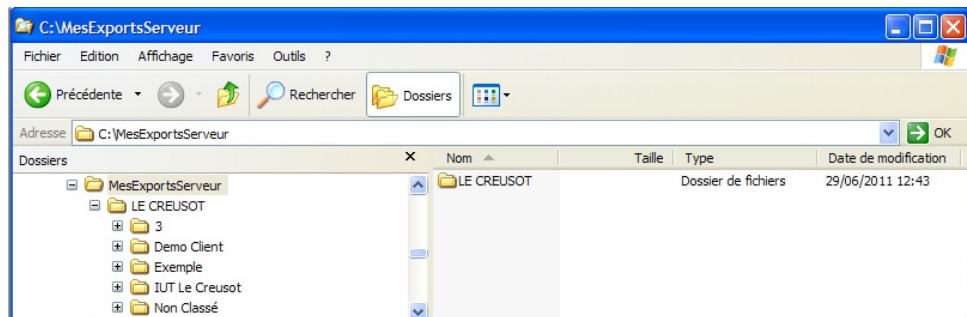 C:\MesExportsServeur
Fichier Edition Affichage Favoris Outils ?
Précédente Rechercher Dossiers
Adresse C:\MesExportsServeur OK
Dossiers Nom Taille Type Date de modification
MesExportsServeur
LE CREUSOT
3
Demo Client
Exemple
IUT Le Creusot
Non Classé
LE CREUSOT Dossier de fichiers 29/06/2011 12:43